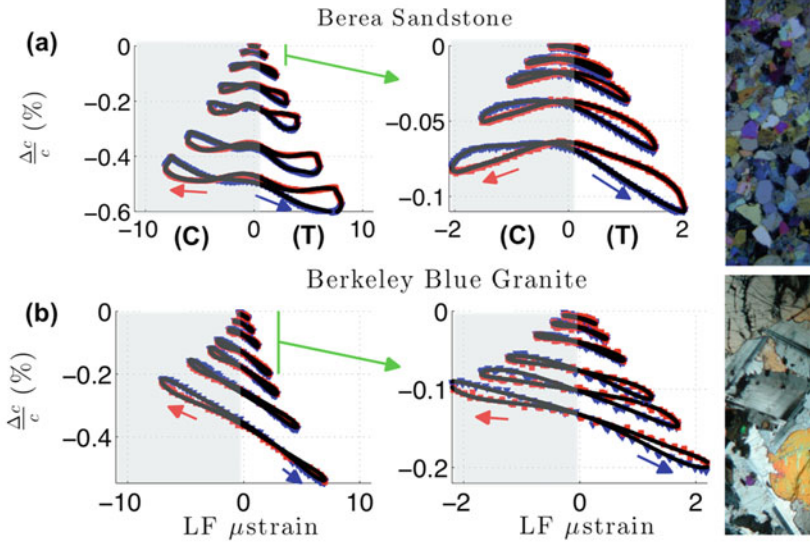 Berea Sandstone
(a)
Δc/c (%)
0
−0.2
−0.4
−0.6
−10 0 10
(C) (T)
0
−0.05
−0.1
−2 0 2
(C) (T)
Berkeley Blue Granite
(b)
Δc/c (%)
0
−0.2
−0.4
−10 0 10
LF μstrain
0
−0.1
−0.2
−2 0 2
LF μstrain